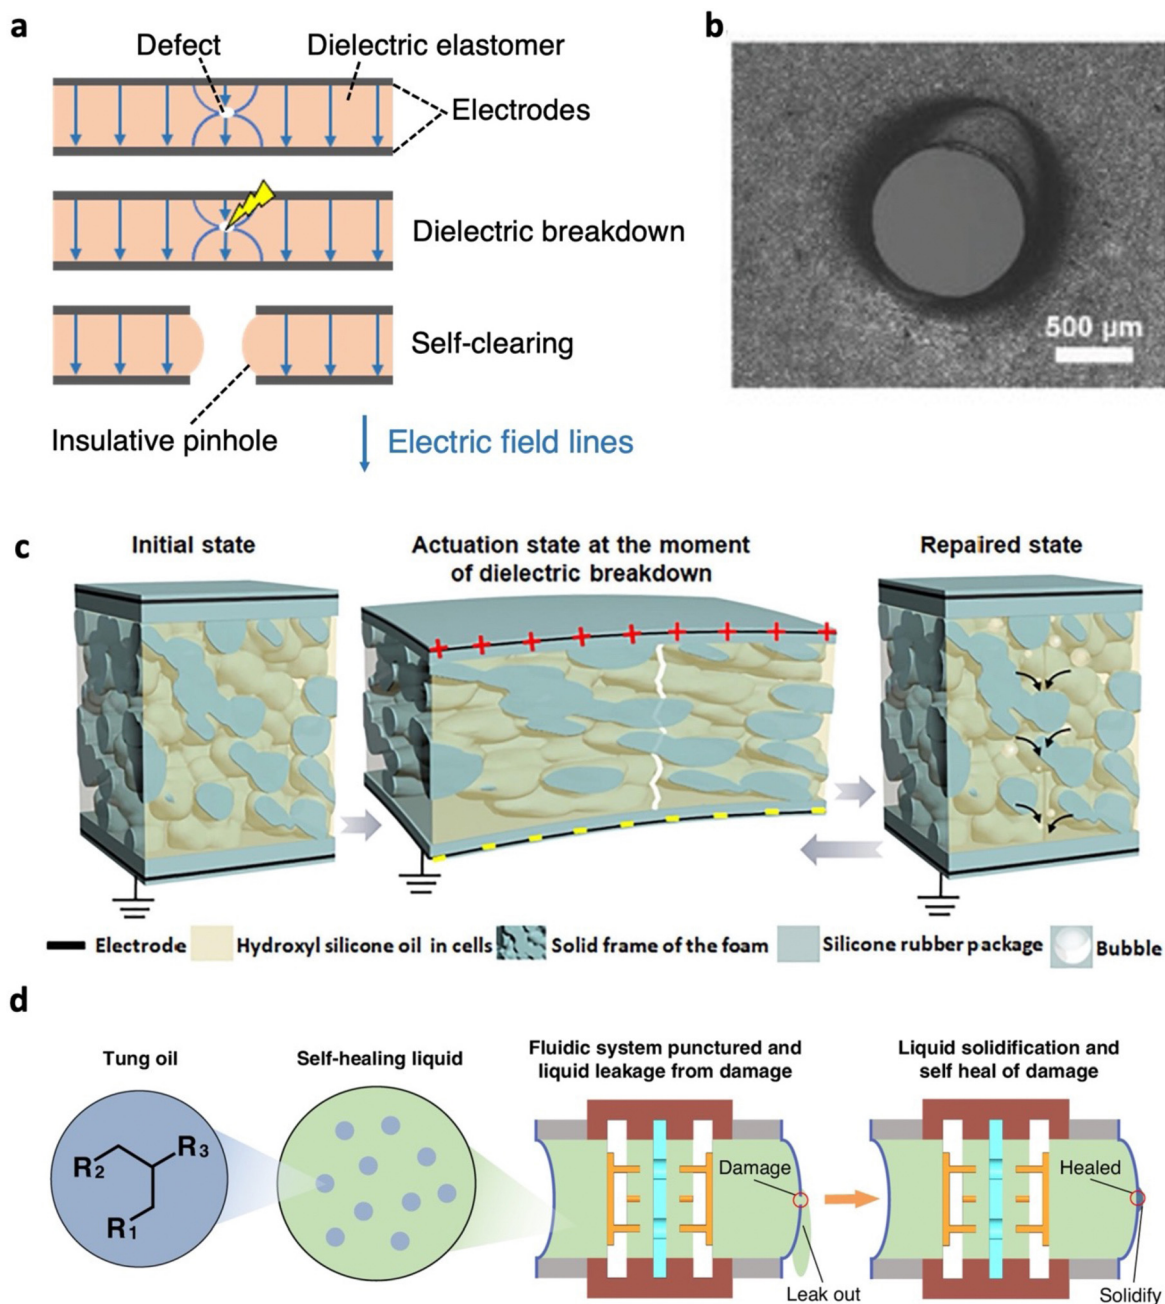 a
Defect
Dielectric elastomer
Electrodes
Dielectric breakdown
Self-clearing
Insulative pinhole
Electric field lines
b
500 µm
c
Initial state
Actuation state at the moment
of dielectric breakdown
Repaired state
Electrode
Hydroxyl silicone oil in cells
Solid frame of the foam
Silicone rubber package
Bubble
d
Tung oil
Self-healing liquid
Fluidic system punctured and
liquid leakage from damage
Liquid solidification and
self heal of damage
R2
R3
R1
Damage
Leak out
Healed
Solidify